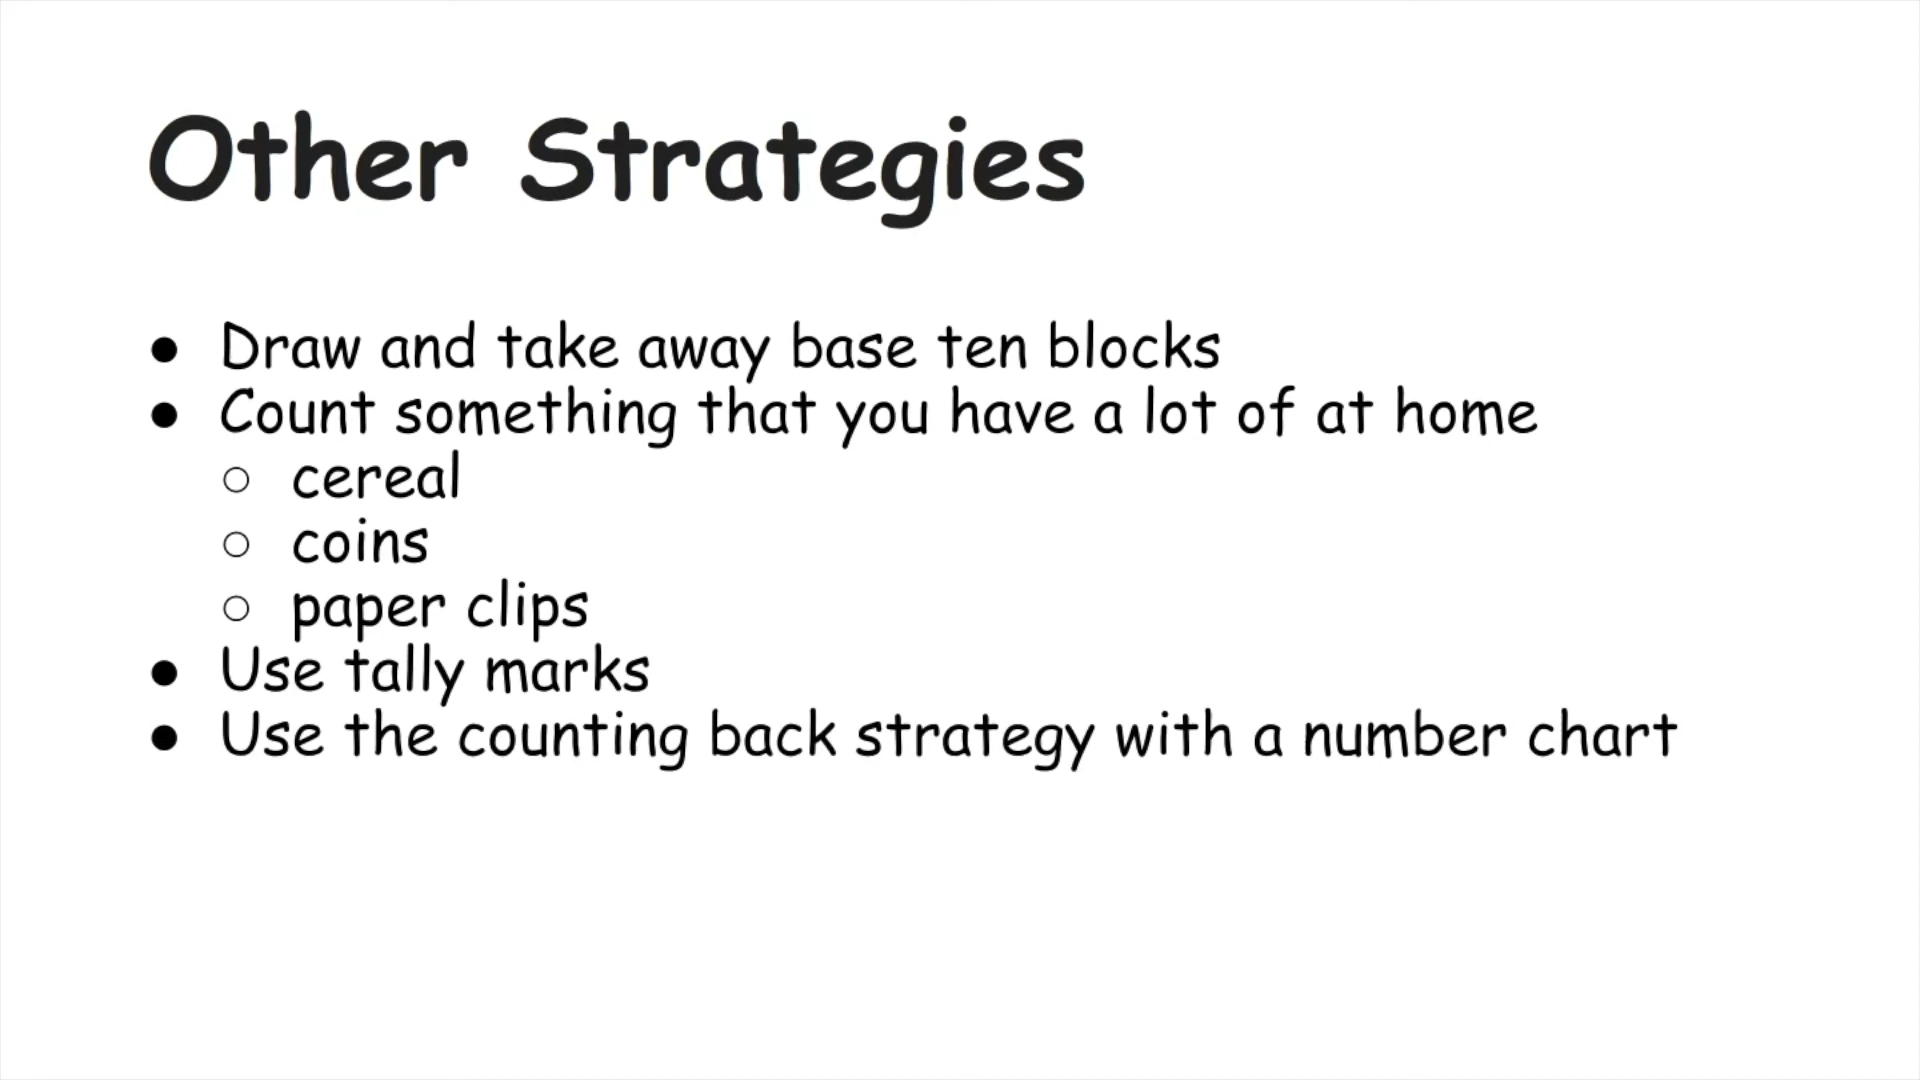 Other Strategies
● Draw and take away base ten blocks
● Count something that you have a lot of at home
○ cereal
○ coins
○ paper clips
● Use tally marks
● Use the counting back strategy with a number chart